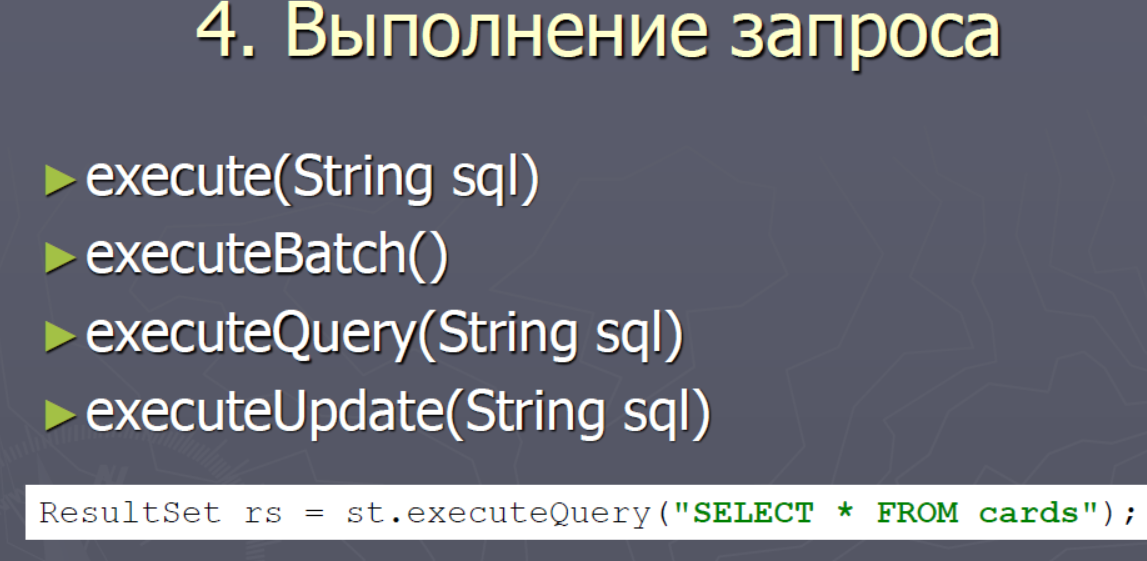 4. Выполнение запроса
►execute(String sql)
►executeBatch()
►executeQuery(String sql)
►executeUpdate(String sql)
ResultSet rs = st.executeQuery("SELECT * FROM cards");